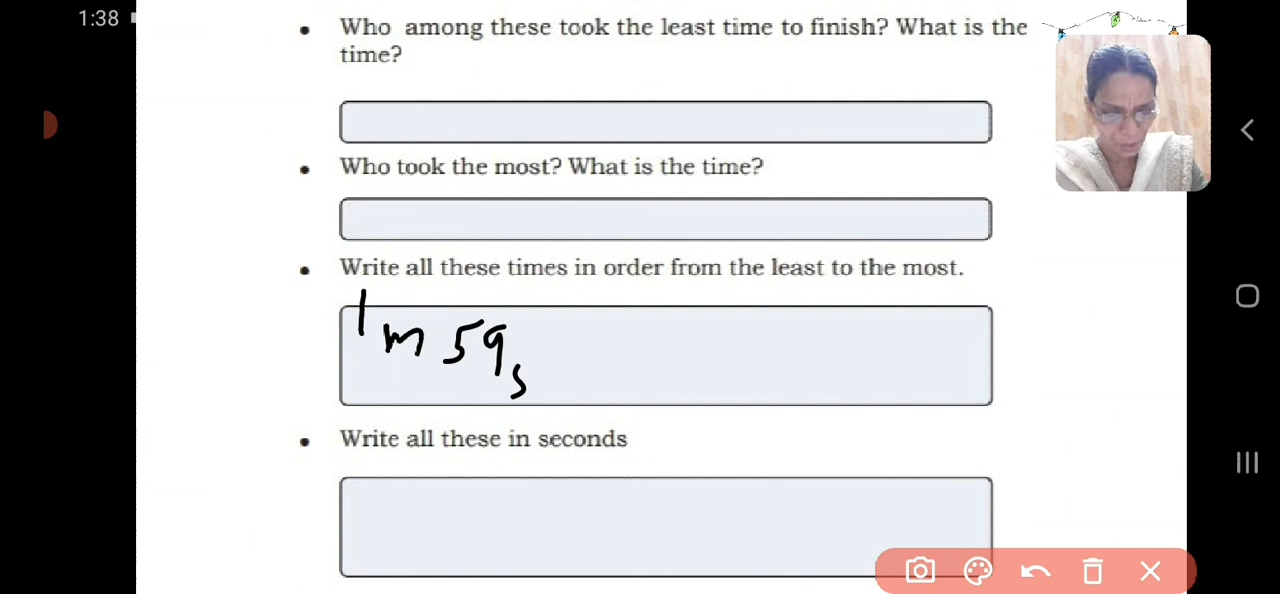 1:38
Who among these took the least time to finish? What is the
time?
Who took the most? What is the time?
Write all these times in order from the least to the most.
1m 59s
Write all these in seconds